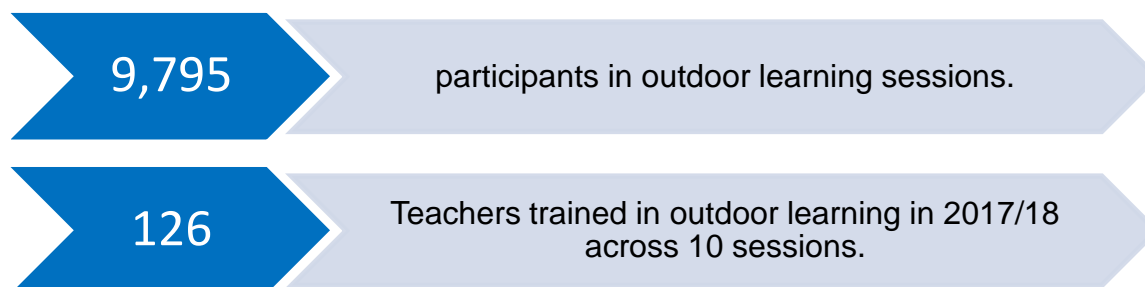 9,795
participants in outdoor learning sessions.
126
Teachers trained in outdoor learning in 2017/18
across 10 sessions.